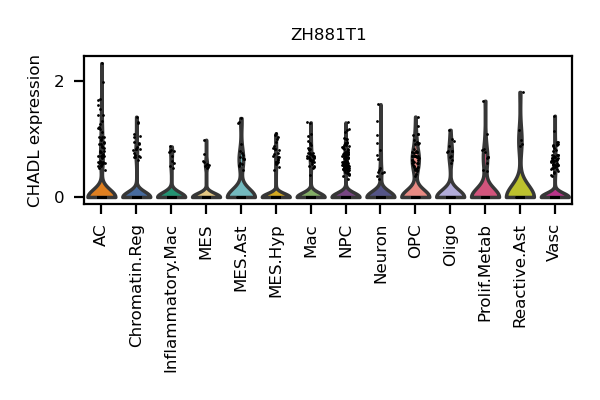 ZH881T1
CHADL expression
2
0
AC
Chromatin.Reg
Inflammatory.Mac
MES
MES.Ast
MES.Hyp
Mac
NPC
Neuron
OPC
Oligo
Prolif.Metab
Reactive.Ast
Vasc